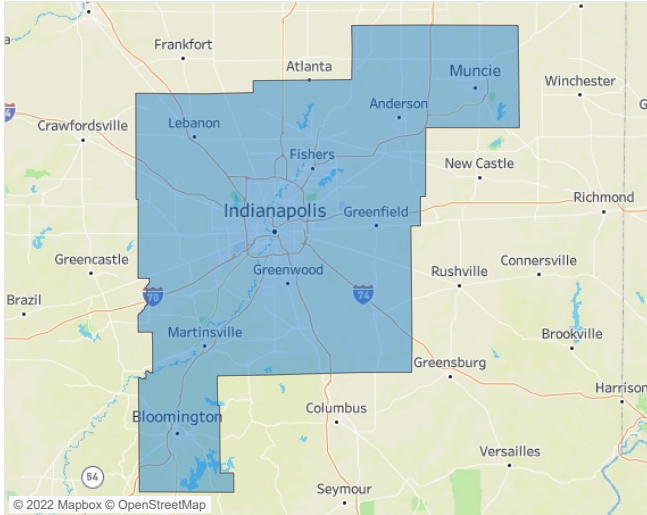 Frankfort
Atlanta
Muncie
Winchester
Anderson
Lebanon
Crawfordsville
Fishers
New Castle
Richmond
Indianapolis
Greenfield
Greencastle
Connersville
Greenwood
Rushville
70
74
Brazil
Martinsville
Brookville
Greensburg
Harrison
Columbus
Bloomington
Versailles
54
Seymour
© 2022 Mapbox © OpenStreetMap